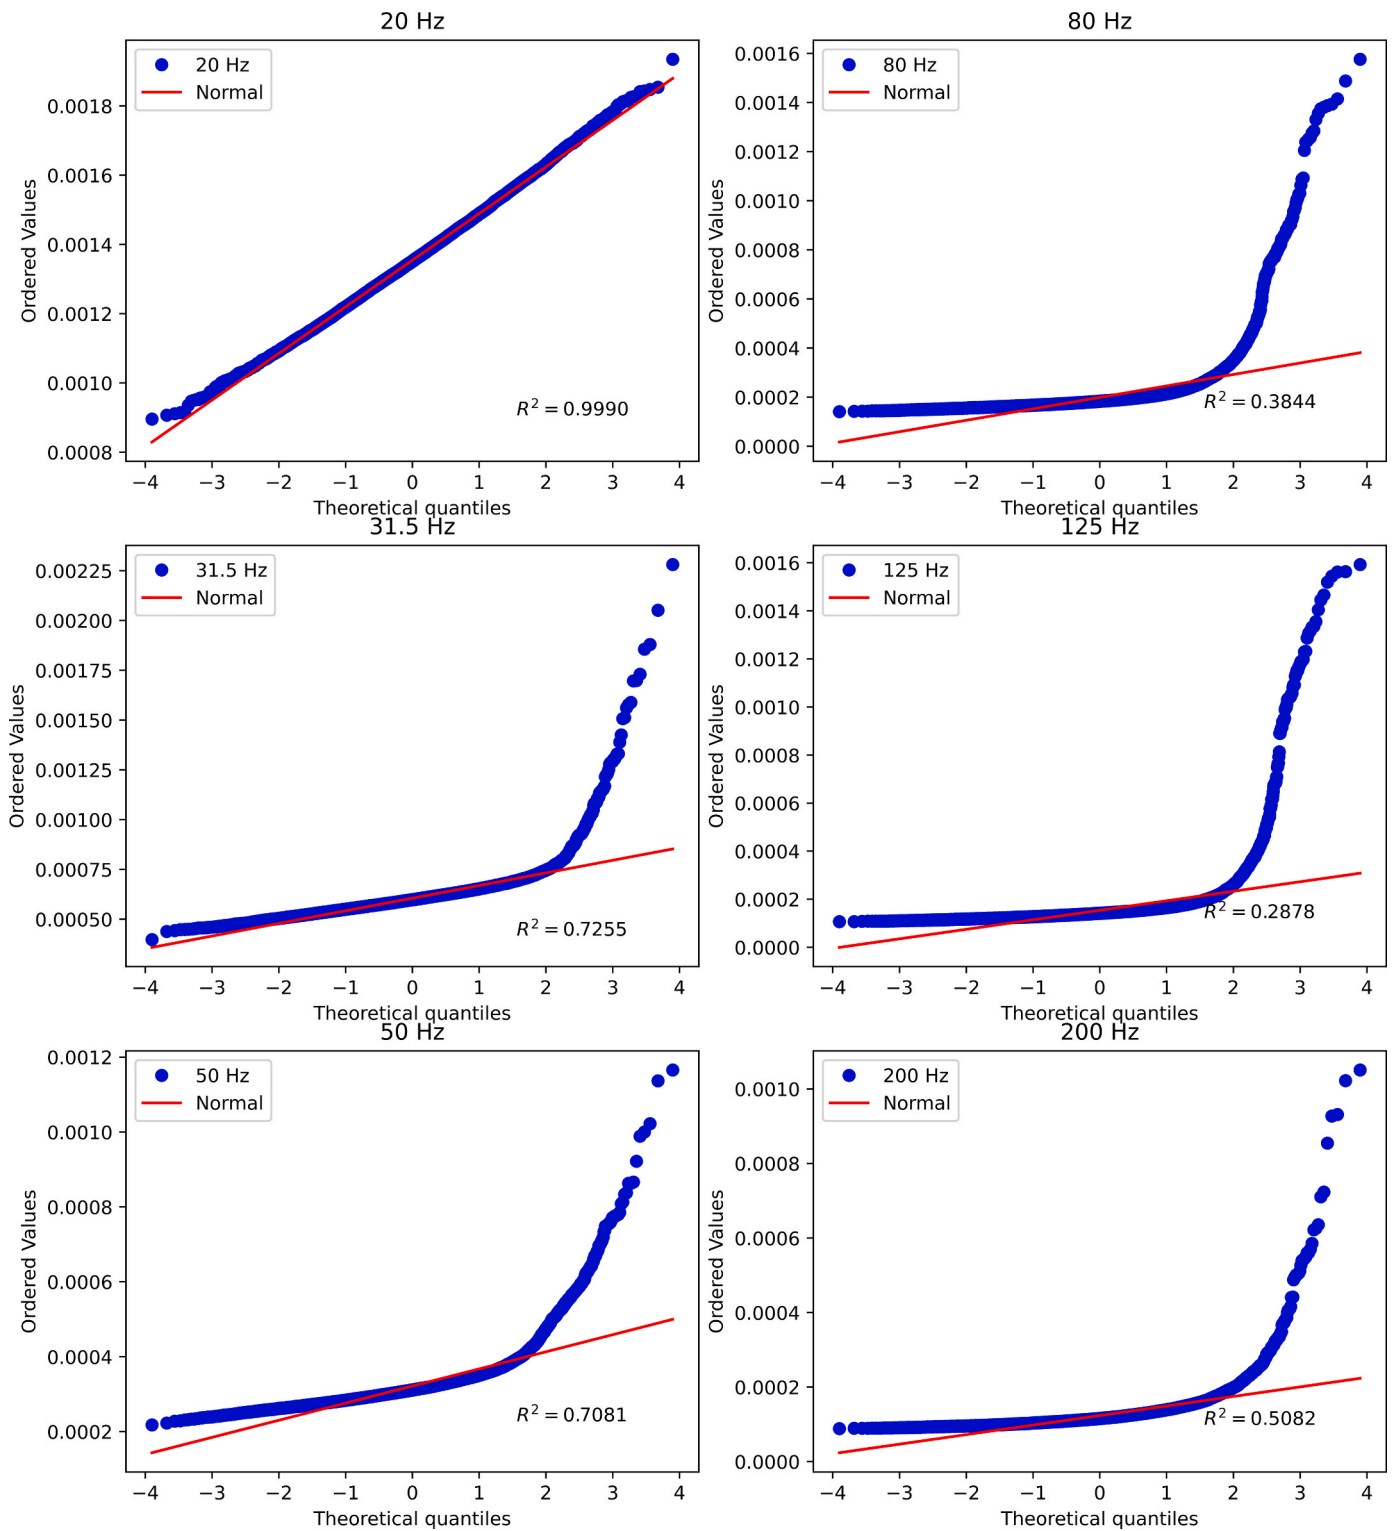 20 Hz
20 Hz
Normal
Ordered Values
0.0018
0.0016
0.0014
0.0012
0.0010
0.0008
R² = 0.9990
−4 −3 −2 −1 0 1 2 3 4
Theoretical quantiles
80 Hz
80 Hz
Normal
Ordered Values
0.0016
0.0014
0.0012
0.0010
0.0008
0.0006
0.0004
0.0002
0.0000
R² = 0.3844
−4 −3 −2 −1 0 1 2 3 4
Theoretical quantiles
31.5 Hz
31.5 Hz
Normal
Ordered Values
0.00225
0.00200
0.00175
0.00150
0.00125
0.00100
0.00075
0.00050
R² = 0.7255
−4 −3 −2 −1 0 1 2 3 4
Theoretical quantiles
125 Hz
125 Hz
Normal
Ordered Values
0.0016
0.0014
0.0012
0.0010
0.0008
0.0006
0.0004
0.0002
0.0000
R² = 0.2878
−4 −3 −2 −1 0 1 2 3 4
Theoretical quantiles
50 Hz
50 Hz
Normal
Ordered Values
0.0012
0.0010
0.0008
0.0006
0.0004
0.0002
R² = 0.7081
−4 −3 −2 −1 0 1 2 3 4
Theoretical quantiles
200 Hz
200 Hz
Normal
Ordered Values
0.0010
0.0008
0.0006
0.0004
0.0002
0.0000
R² = 0.5082
−4 −3 −2 −1 0 1 2 3 4
Theoretical quantiles